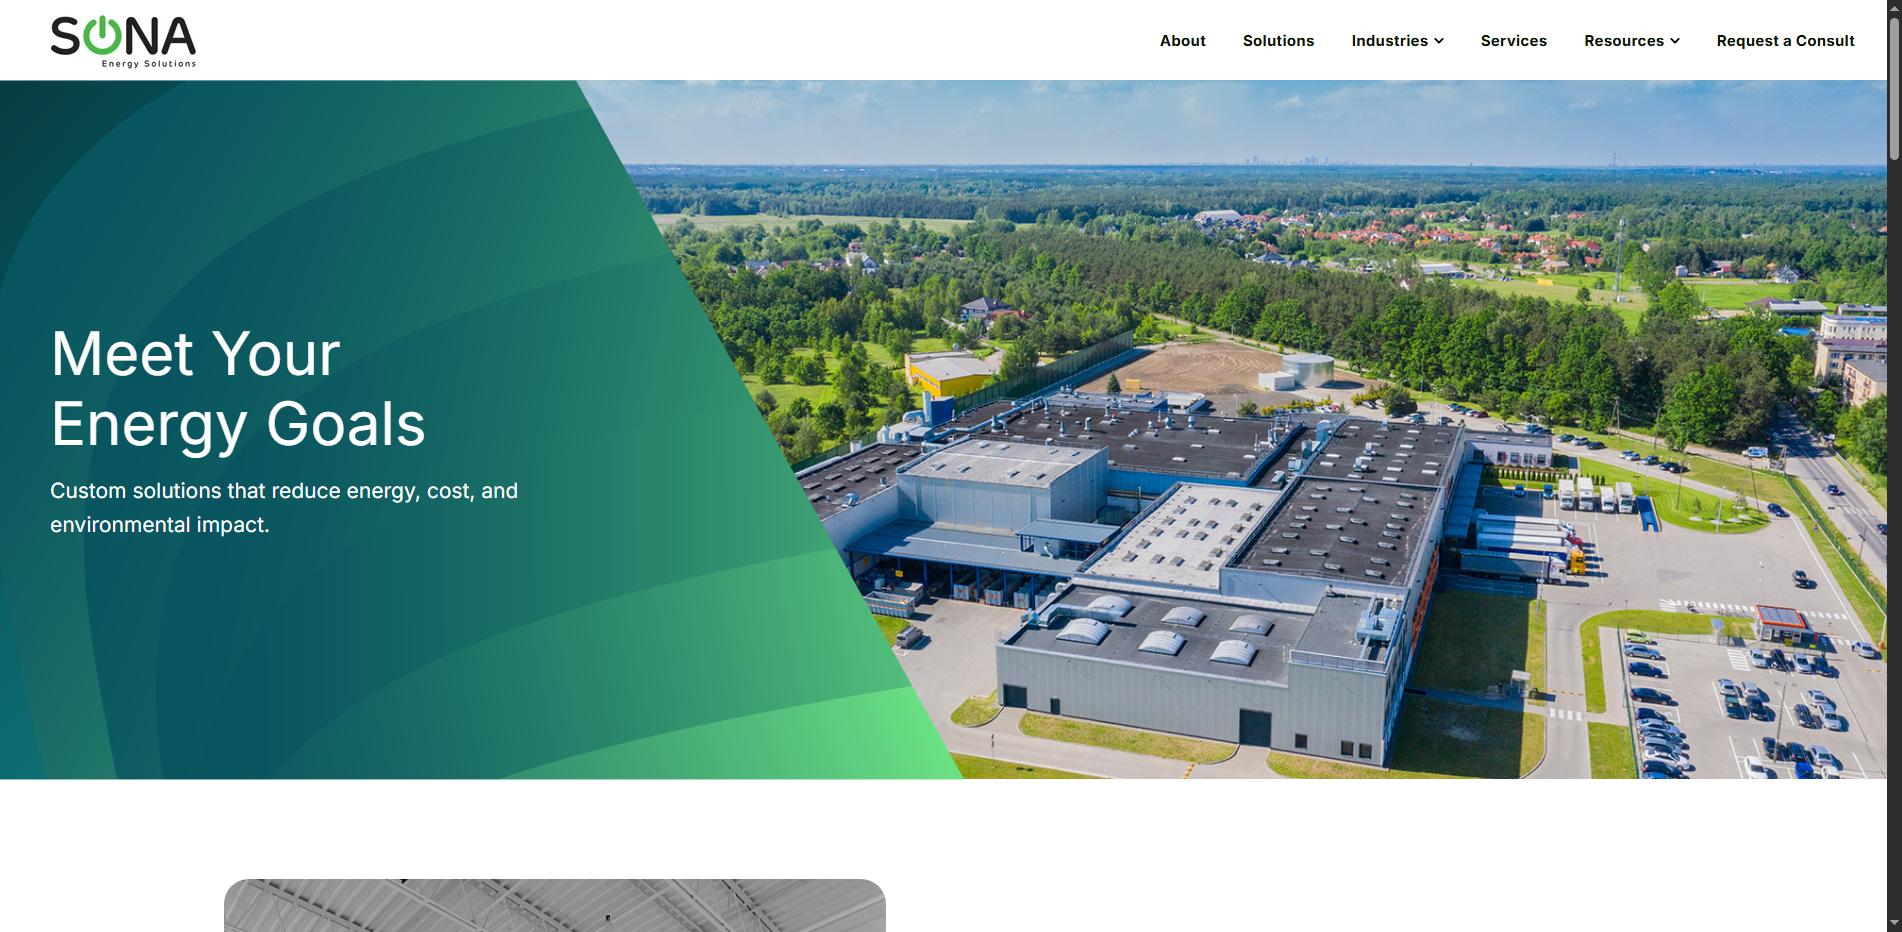 SONA
Energy Solutions
About
Solutions
Industries
Services
Resources
Request a Consult
Meet Your
Energy Goals
Custom solutions that reduce energy, cost, and
environmental impact.